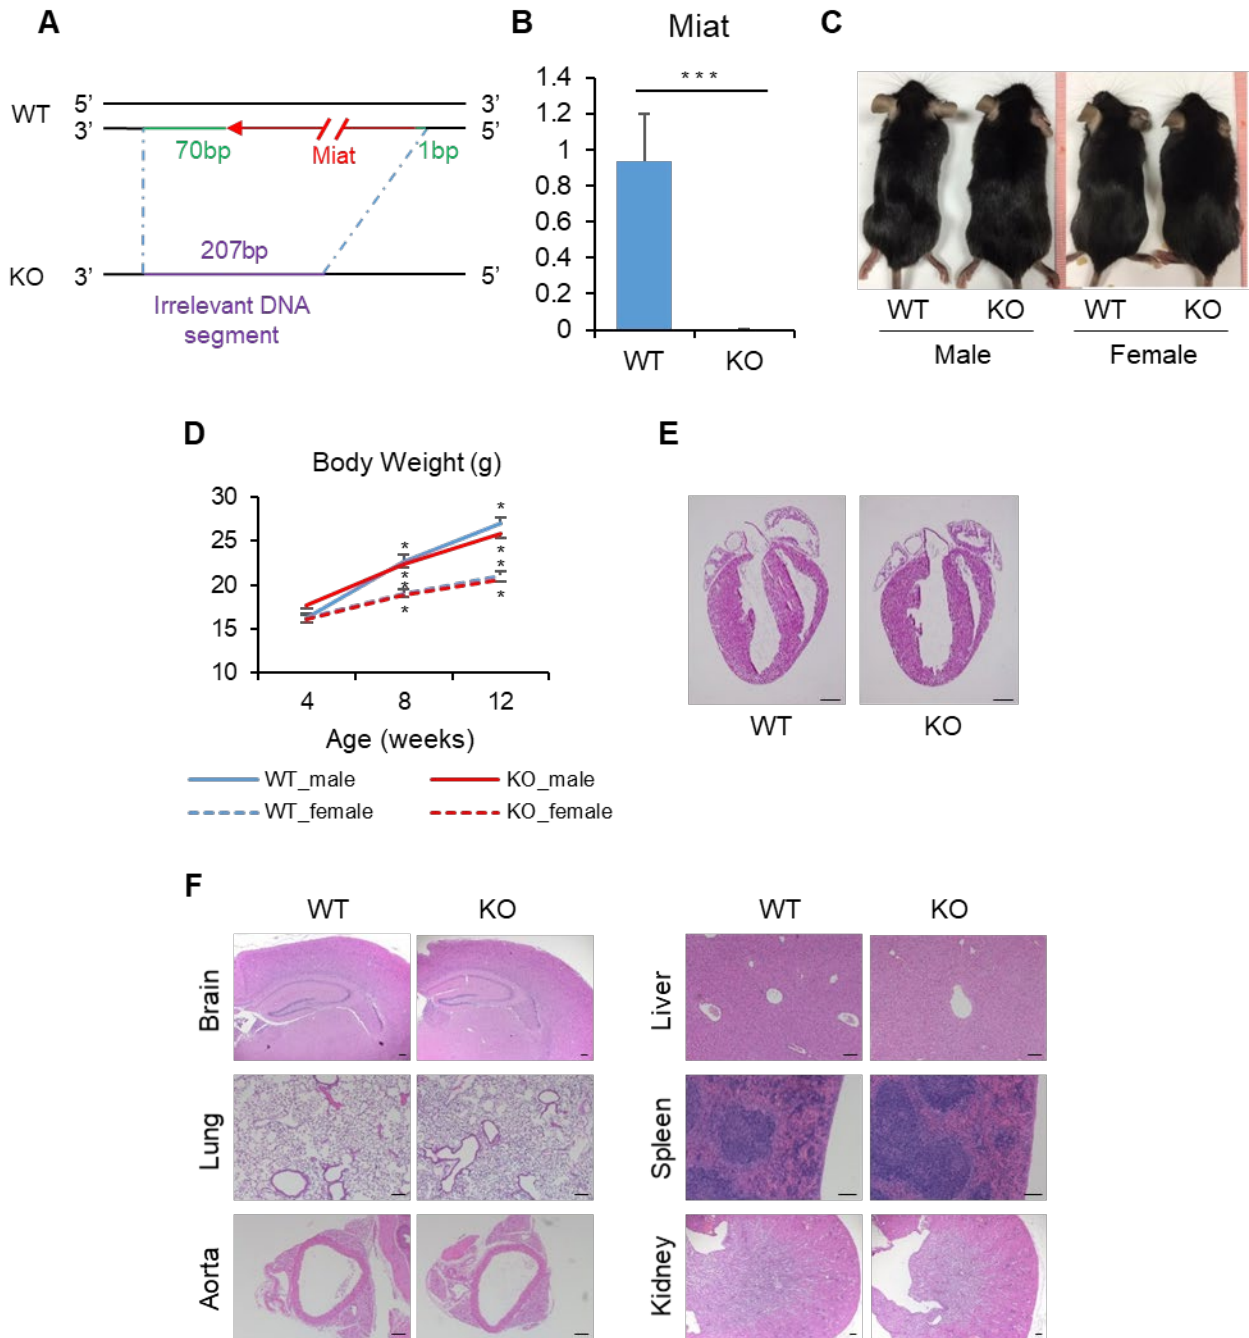 A
WT
5’
3’
3’
5’
70bp
Miat
1bp
207bp
KO
3’
5’
Irrelevant DNA
segment
B
Miat
***
1.4
1.2
1
0.8
0.6
0.4
0.2
0
WT
KO
C
WT
KO
WT
KO
Male
Female
D
Body Weight (g)
30
25
20
15
10
*
*
*
*
*
*
*
*
4
8
12
Age (weeks)
WT_male
KO_male
WT_female
KO_female
E
WT
KO
F
WT
KO
WT
KO
Brain
Liver
Lung
Spleen
Aorta
Kidney